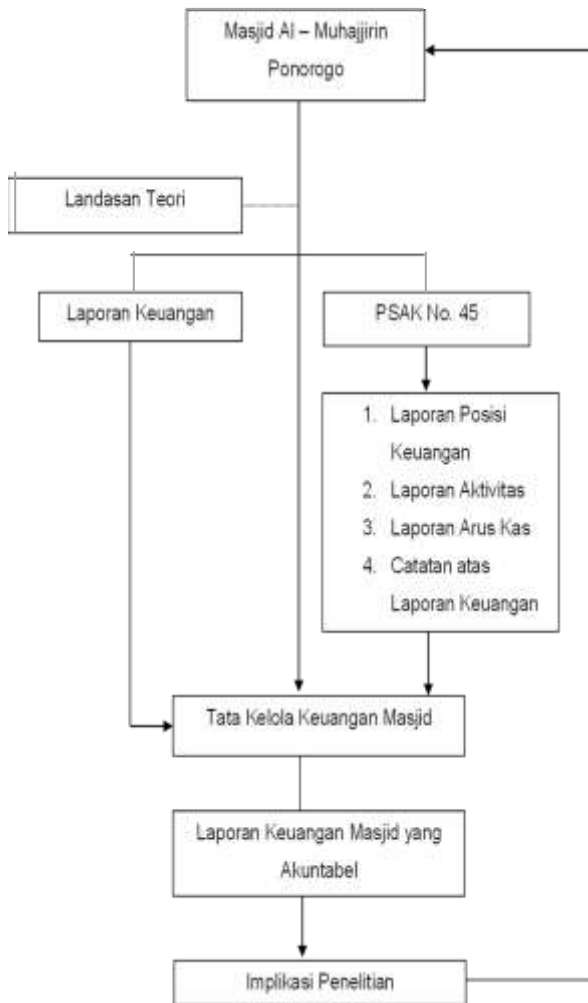 Masjid Al – Muhajjirin
Ponorogo
Landasan Teori
Laporan Keuangan
PSAK No. 45
1. Laporan Posisi
Keuangan
2. Laporan Aktivitas
3. Laporan Arus Kas
4. Catatan atas
Laporan Keuangan
Tata Kelola Keuangan Masjid
Laporan Keuangan Masjid yang
Akuntabel
Implikasi Penelitian